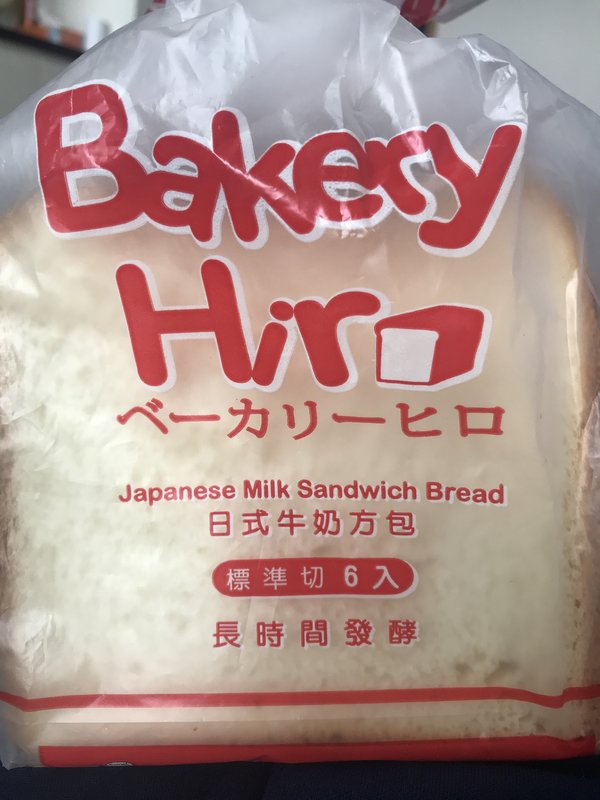 Bakery
Hiro
ベーカリーヒロ
Japanese Milk Sandwich Bread
日式牛奶方包
標準切 6 入
長時間發酵